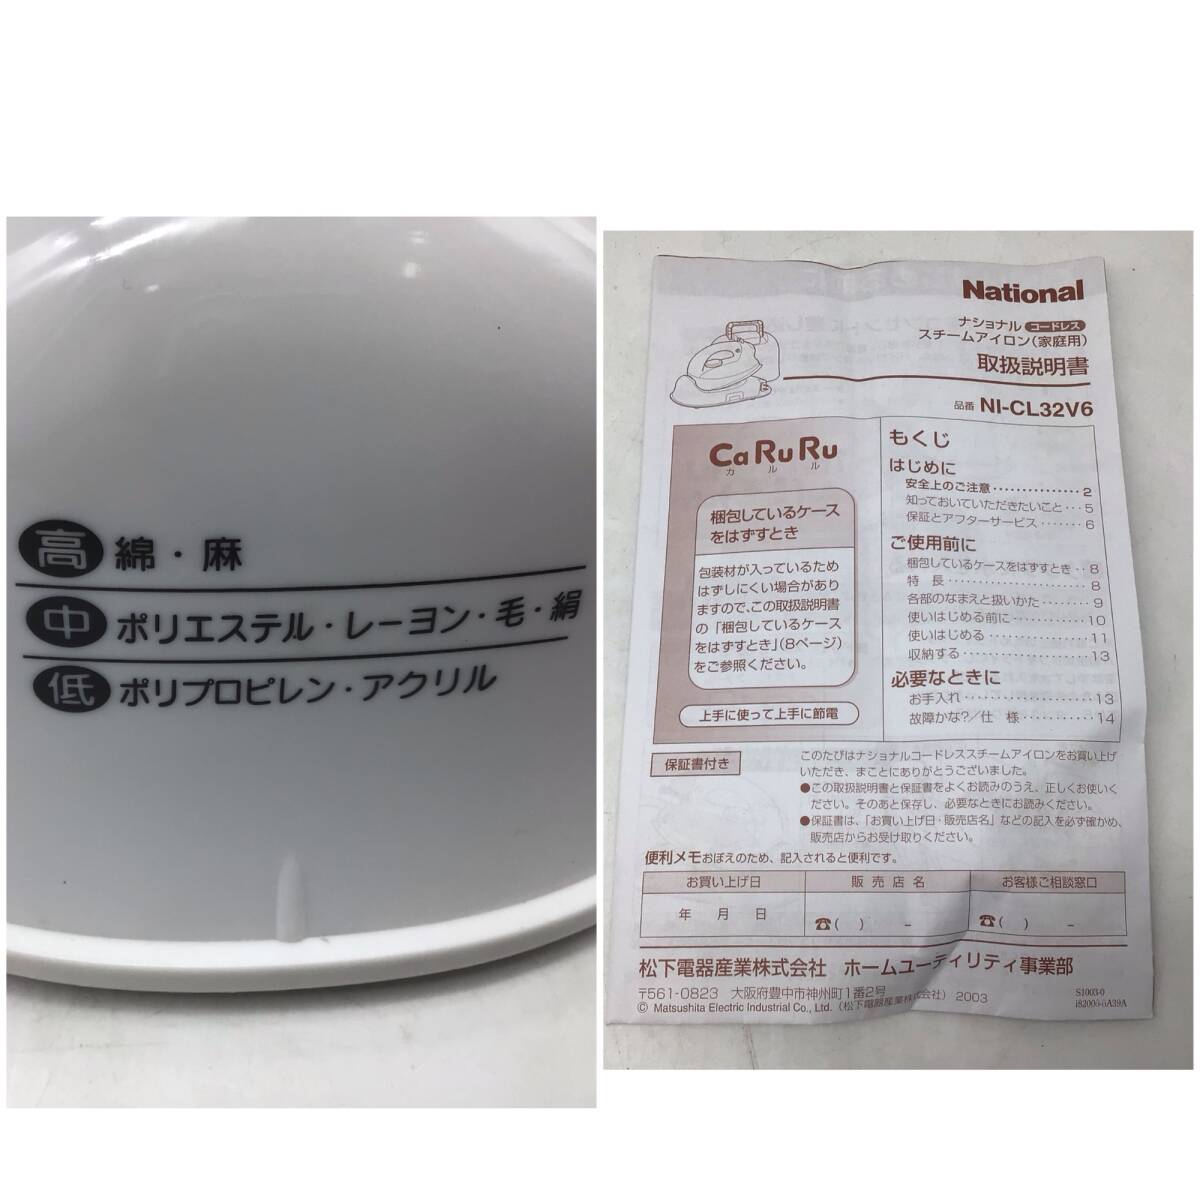 高 綿・麻
中 ポリエステル・レーヨン・毛・絹
低 ポリプロピレン・アクリル
National
ナショナル コードレス
スチームアイロン(家庭用)
取扱説明書
品番 NI-CL32V6
CaRuRu
カ ル ル
梱包しているケース
をはずすとき
包装材が入っているため
はずしにくい場合があり
ますので、この取扱説明書
の「梱包しているケース
をはずすとき」(8ページ)
をご参照ください。
上手に使って上手に節電
もくじ
はじめに
安全上のご注意・・・・・・・・・・・・・・・2
知っておいていただきたいこと・・・5
保証とアフターサービス・・・・・・・6
ご使用前に
梱包しているケースをはずすとき・・8
特 長・・・・・・・・・・・・・・・・・・・8
各部のなまえと扱いかた・・・・・・・・9
使いはじめる前に・・・・・・・・・・・10
使いはじめる・・・・・・・・・・・・・・11
収納する・・・・・・・・・・・・・・・・・13
必要なときに
お手入れ・・・・・・・・・・・・・・・・・13
故障かな?/仕 様・・・・・・・・・・・14
保証書付き
このたびはナショナルコードレススチームアイロンをお買い上げ
いただき、まことにありがとうございました。
●この取扱説明書と保証書をよくお読みのうえ、正しくお使いく
ださい。そのあと保存し、必要なときにお読みください。
●保証書は、「お買い上げ日・販売店名」などの記入を必ず確かめ、
販売店からお受け取りください。
便利メモ おぼえのため、記入されると便利です。
お買い上げ日 販売店名 お客様ご相談窓口
年 月 日 ☎( ) － ☎( ) －
松下電器産業株式会社 ホームユーティリティ事業部
〒561-0823 大阪府豊中市神州町1番2号
© Matsushita Electric Industrial Co., Ltd.(松下電器産業株式会社) 2003
S1003-0